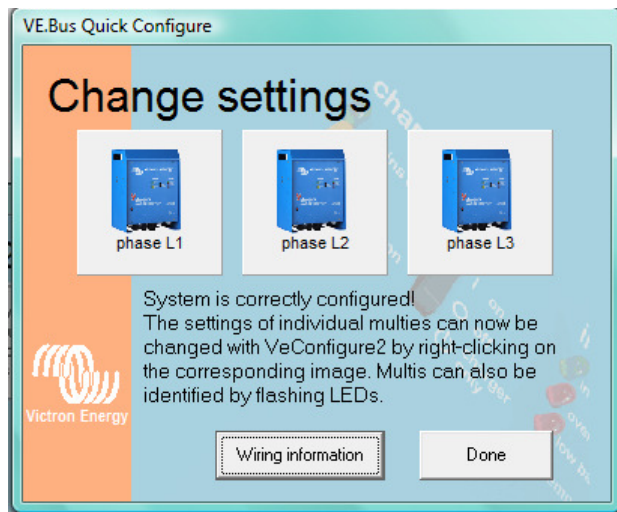 VE.Bus Quick Configure
Change settings
phase L1
phase L2
phase L3
System is correctly configured!
The settings of individual multies can now be
changed with VeConfigure2 by right-clicking on
the corresponding image. Multis can also be
identified by flashing LEDs.
Victron Energy
Wiring information
Done